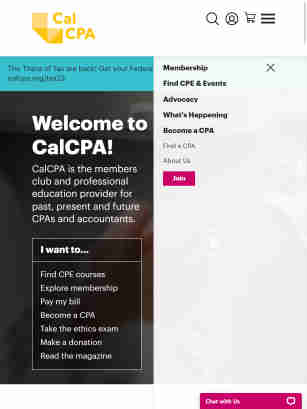 Cal
CPA
The Titans of Tax are back! Get your Federa
calcpa.org/tax23
Membership
Find CPE & Events
Advocacy
What's Happening
Become a CPA
Find a CPA
About Us
Join
Welcome to
CalCPA!
CalCPA is the members
club and professional
education provider for
past, present and future
CPAs and accountants.
I want to...
Find CPE courses
Explore membership
Pay my bill
Become a CPA
Take the ethics exam
Make a donation
Read the magazine
Chat with Us